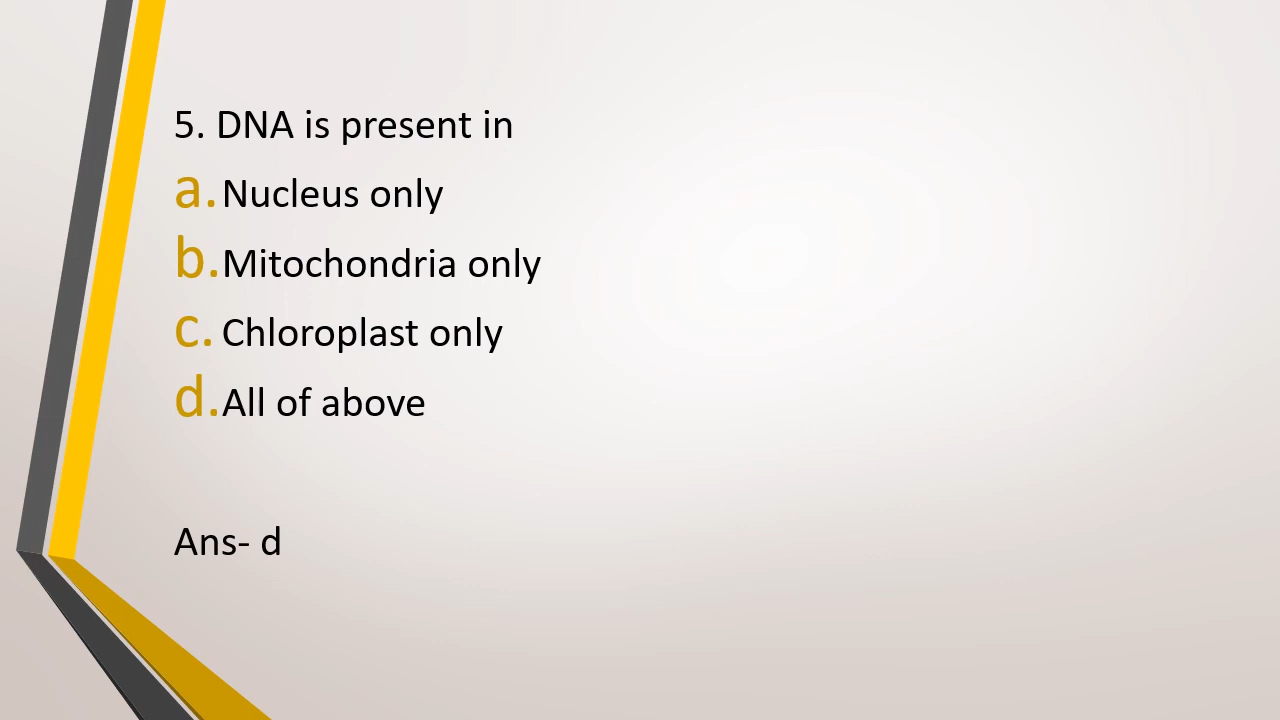 5. DNA is present in
a. Nucleus only
b. Mitochondria only
c. Chloroplast only
d. All of above
Ans- d